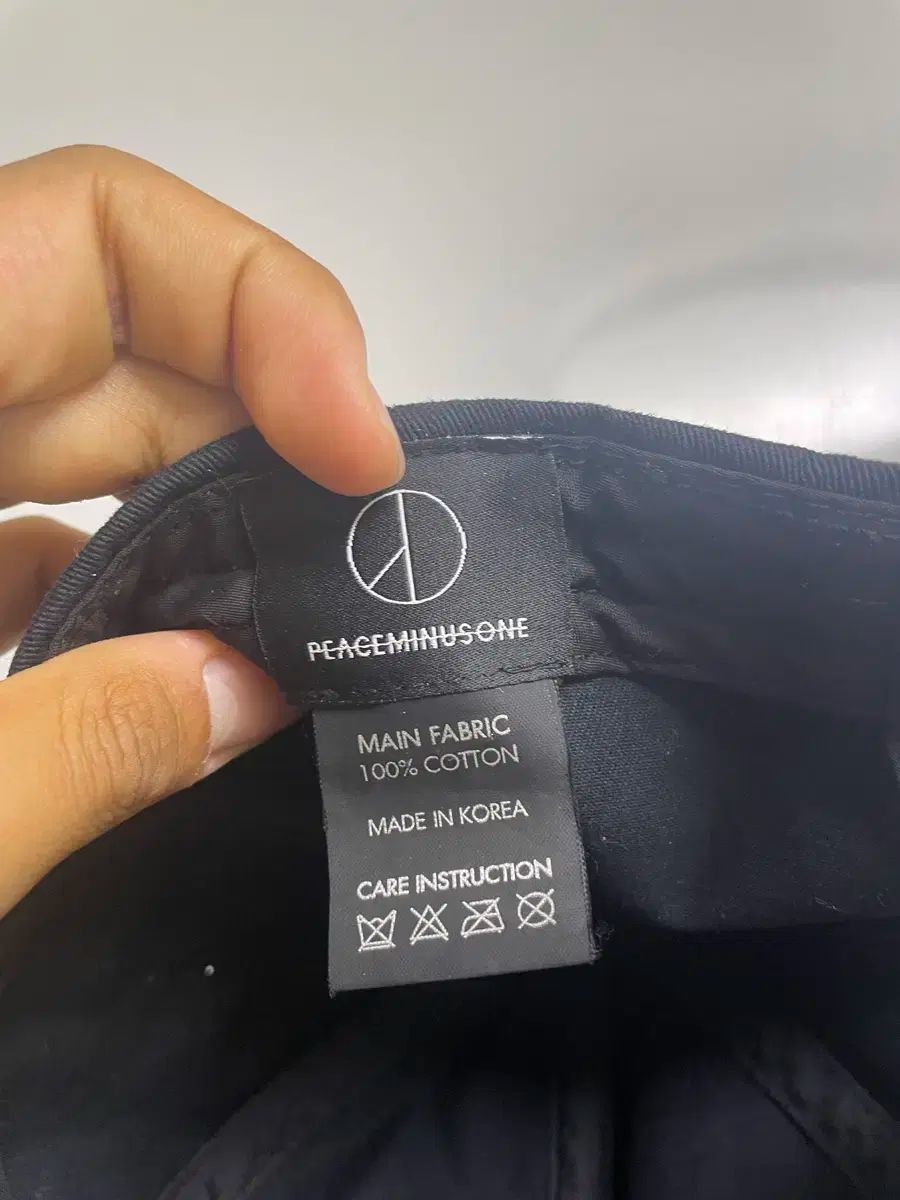 PEACEMINUSONE
MAIN FABRIC
100% COTTON
MADE IN KOREA
CARE INSTRUCTION